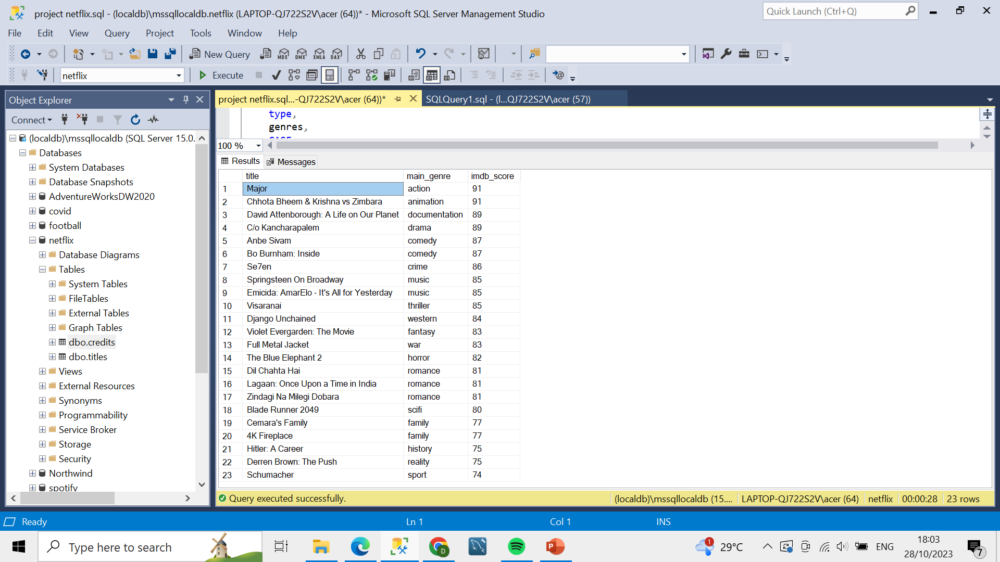 project netflix.sql - (localdb)\mssqllocaldb.netflix (LAPTOP-QJ722S2V\acer (64))* - Microsoft SQL Server Management Studio
Quick Launch (Ctrl+Q)
File Edit View Query Project Tools Window Help
New Query MDX DMX XMLA DAX
netflix Execute
Object Explorer
project netflix.sql...-QJ722S2V\acer (64))* SQLQuery1.sql - (l...QJ722S2V\acer (57))
Connect
(localdb)\mssqllocaldb (SQL Server 15.0.
Databases
System Databases
Database Snapshots
AdventureWorksDW2020
covid
football
netflix
Database Diagrams
Tables
System Tables
FileTables
External Tables
Graph Tables
dbo.credits
dbo.titles
Views
External Resources
Synonyms
Programmability
Service Broker
Storage
Security
Northwind
spotify
type,
genres,
CASE
100 %
Results Messages
title main_genre imdb_score
1 Major action 91
2 Chhota Bheem & Krishna vs Zimbara animation 91
3 David Attenborough: A Life on Our Planet documentation 89
4 C/o Kancharapalem drama 89
5 Anbe Sivam comedy 87
6 Bo Burnham: Inside comedy 87
7 Se7en crime 86
8 Springsteen On Broadway music 85
9 Emicida: AmarElo - It's All for Yesterday music 85
10 Visaranai thriller 85
11 Django Unchained western 84
12 Violet Evergarden: The Movie fantasy 83
13 Full Metal Jacket war 83
14 The Blue Elephant 2 horror 82
15 Dil Chahta Hai romance 81
16 Lagaan: Once Upon a Time in India romance 81
17 Zindagi Na Milegi Dobara romance 81
18 Blade Runner 2049 scifi 80
19 Cemara's Family family 77
20 4K Fireplace family 77
21 Hitler: A Career history 75
22 Derren Brown: The Push reality 75
23 Schumacher sport 74
Query executed successfully. (localdb)\mssqllocaldb (15.... LAPTOP-QJ722S2V\acer (64) netflix 00:00:28 23 rows
Ready Ln 1 Col 1 INS
Type here to search
D
P
1
29°C
ENG
18:03
28/10/2023
7